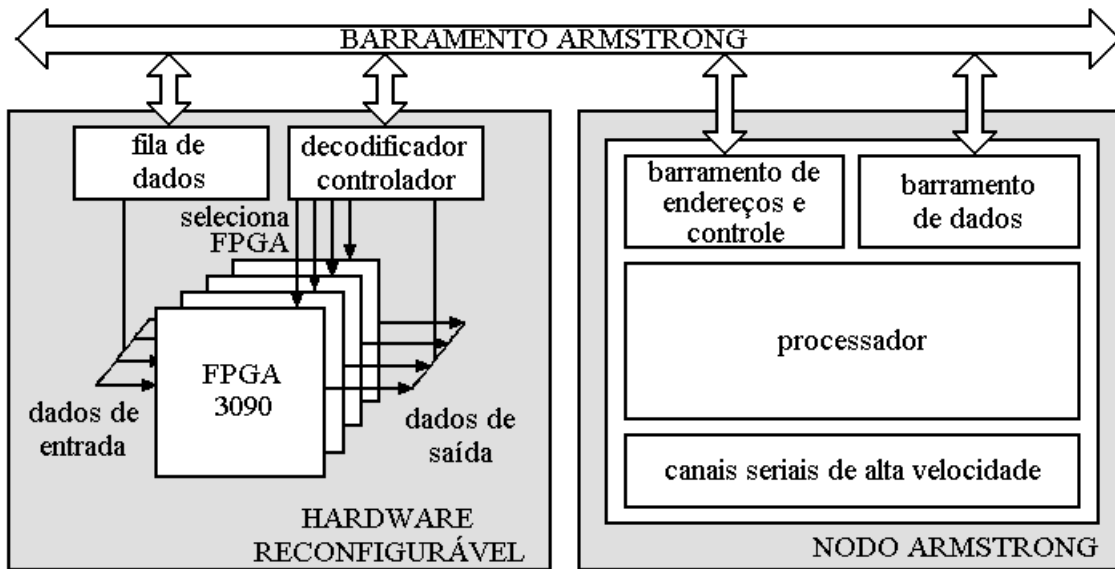 BARRAMENTO ARMSTRONG
fila de
dados
decodificador
controlador
seleciona
FPGA
FPGA
3090
dados de
entrada
dados de
saída
HARDWARE
RECONFIGURÁVEL
barramento de
endereços e
controle
barramento
de dados
processador
canais seriais de alta velocidade
NODO ARMSTRONG